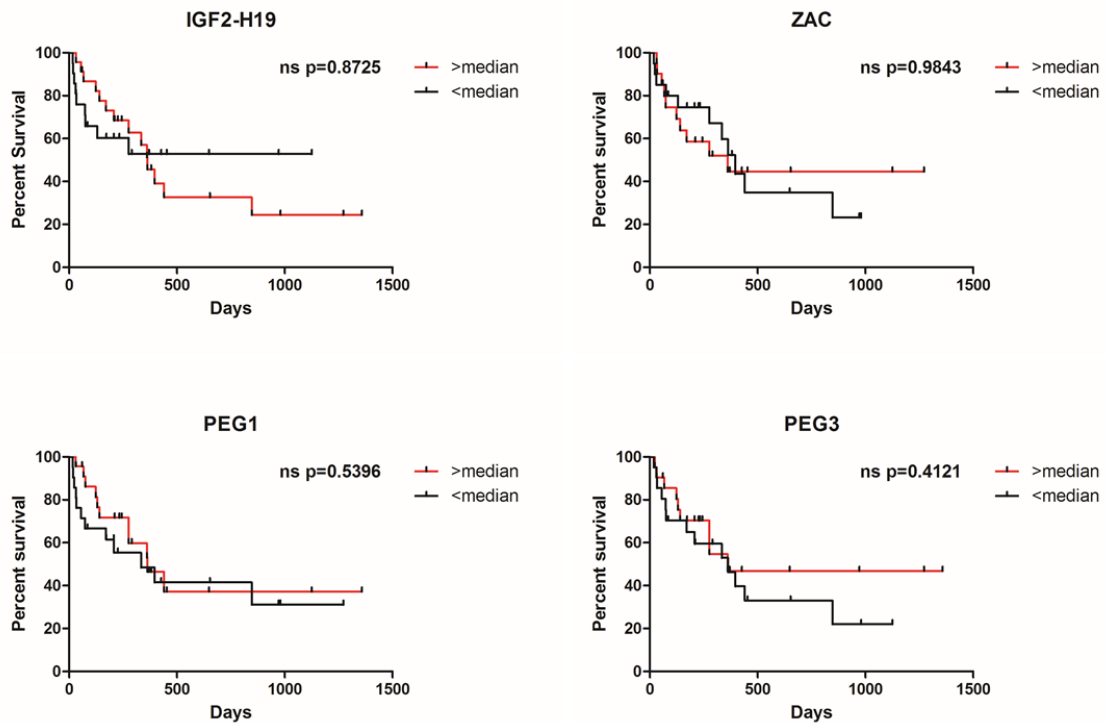 IGF2-H19
ns p=0.8725
>median
<median
100
80
60
40
20
0
Percent Survival
0 500 1000 1500
Days
ZAC
ns p=0.9843
>median
<median
100
80
60
40
20
0
Percent Survival
0 500 1000 1500
Days
PEG1
ns p=0.5396
>median
<median
100
80
60
40
20
0
Percent survival
0 500 1000 1500
Days
PEG3
ns p=0.4121
>median
<median
100
80
60
40
20
0
Percent survival
0 500 1000 1500
Days